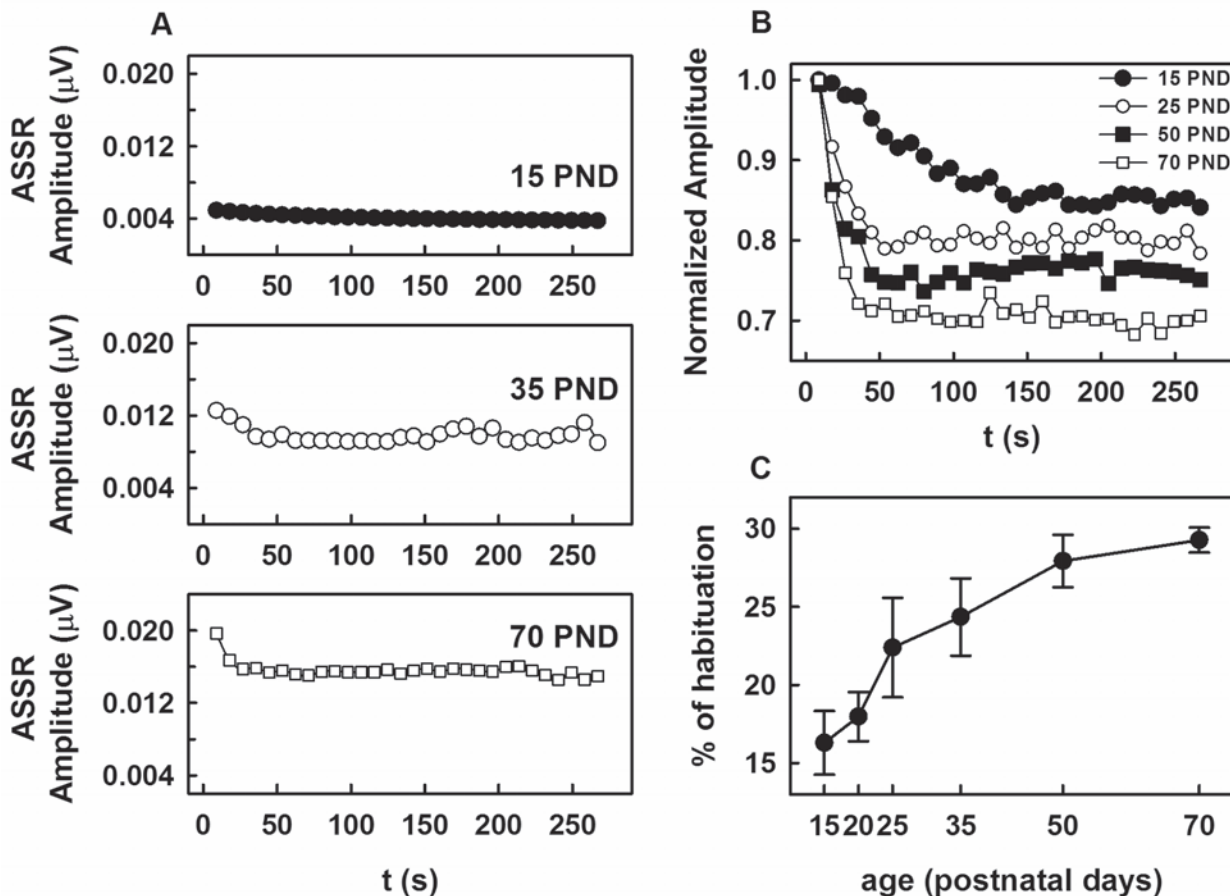 A
ASSR
Amplitude (µV)
0.020
0.012
0.004
15 PND
0 50 100 150 200 250
ASSR
Amplitude (µV)
0.020
0.012
0.004
35 PND
0 50 100 150 200 250
ASSR
Amplitude (µV)
0.020
0.012
0.004
70 PND
0 50 100 150 200 250
t (s)
B
Normalized Amplitude
1.0
0.9
0.8
0.7
15 PND
25 PND
50 PND
70 PND
0 50 100 150 200 250
t (s)
C
% of habituation
30
25
20
15
15 20 25 35 50 70
age (postnatal days)